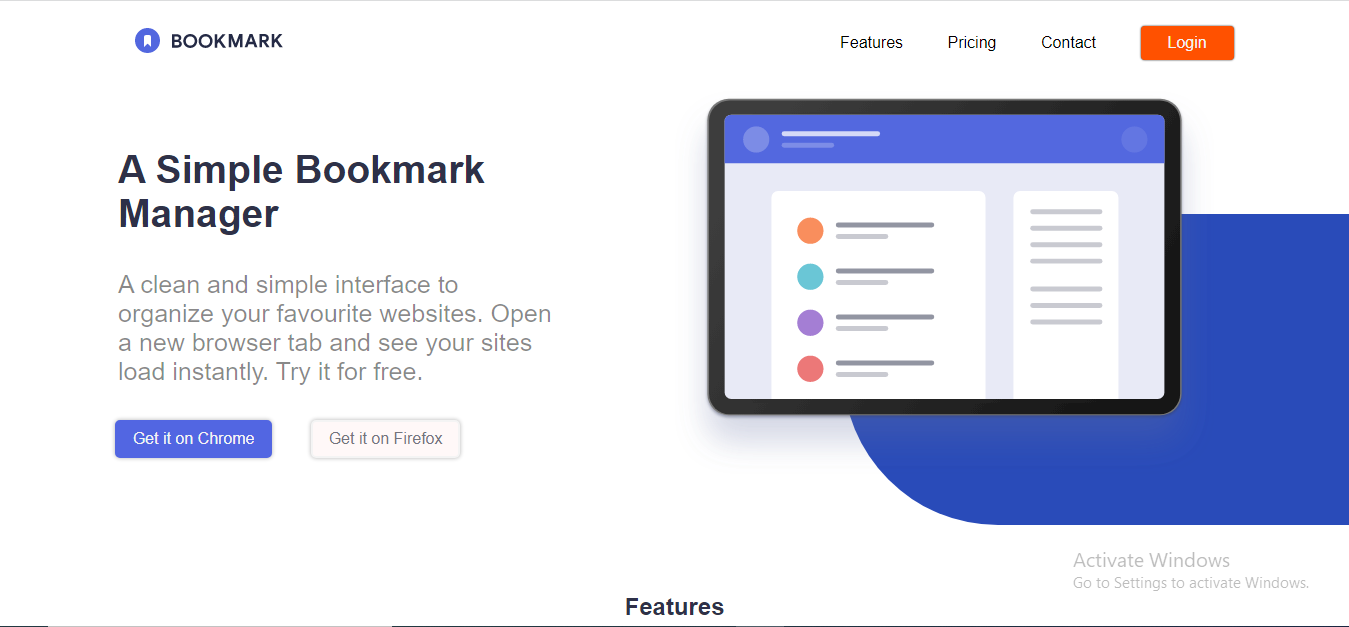 BOOKMARK
Features
Pricing
Contact
Login
A Simple Bookmark
Manager
A clean and simple interface to
organize your favourite websites. Open
a new browser tab and see your sites
load instantly. Try it for free.
Get it on Chrome
Get it on Firefox
Activate Windows
Go to Settings to activate Windows.
Features